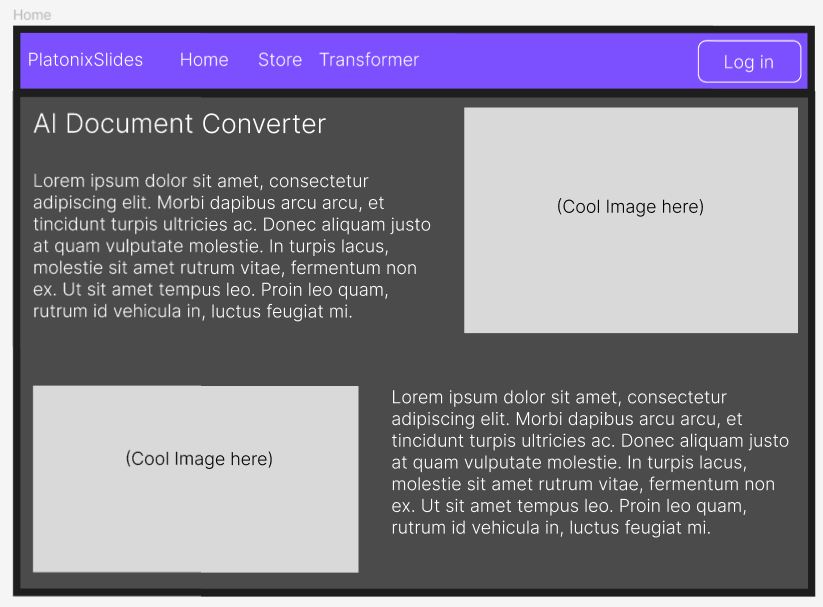 Home
PlatonixSlides Home Store Transformer Log in
AI Document Converter
Lorem ipsum dolor sit amet, consectetur
adipiscing elit. Morbi dapibus arcu arcu, et
tincidunt turpis ultricies ac. Donec aliquam justo
at quam vulputate molestie. In turpis lacus,
molestie sit amet rutrum vitae, fermentum non
ex. Ut sit amet tempus leo. Proin leo quam,
rutrum id vehicula in, luctus feugiat mi.
(Cool Image here)
(Cool Image here)
Lorem ipsum dolor sit amet, consectetur
adipiscing elit. Morbi dapibus arcu arcu, et
tincidunt turpis ultricies ac. Donec aliquam justo
at quam vulputate molestie. In turpis lacus,
molestie sit amet rutrum vitae, fermentum non
ex. Ut sit amet tempus leo. Proin leo quam,
rutrum id vehicula in, luctus feugiat mi.